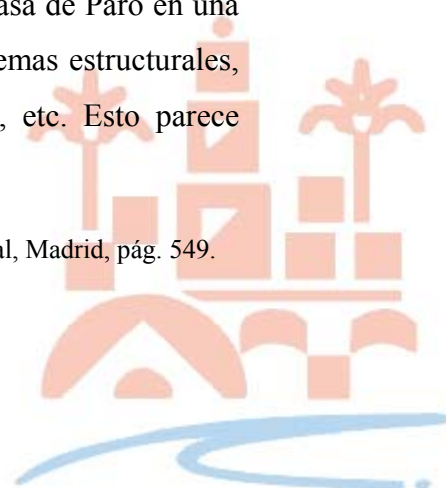 asa de Paro en una
emas estructurales,
, etc. Esto parece
al, Madrid, pág. 549.